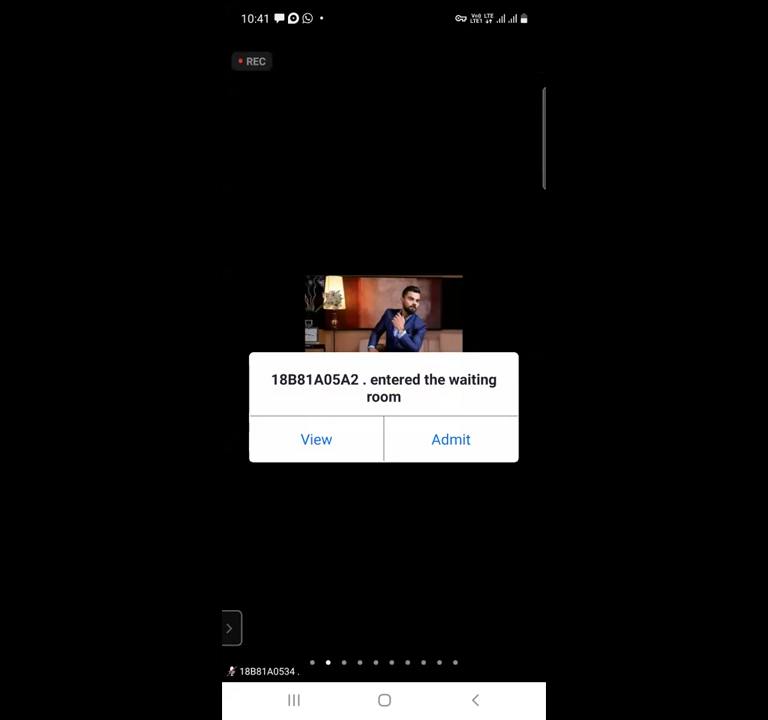 10:41
REC
18B81A05A2 . entered the waiting
room
View
Admit
18B81A0534 .